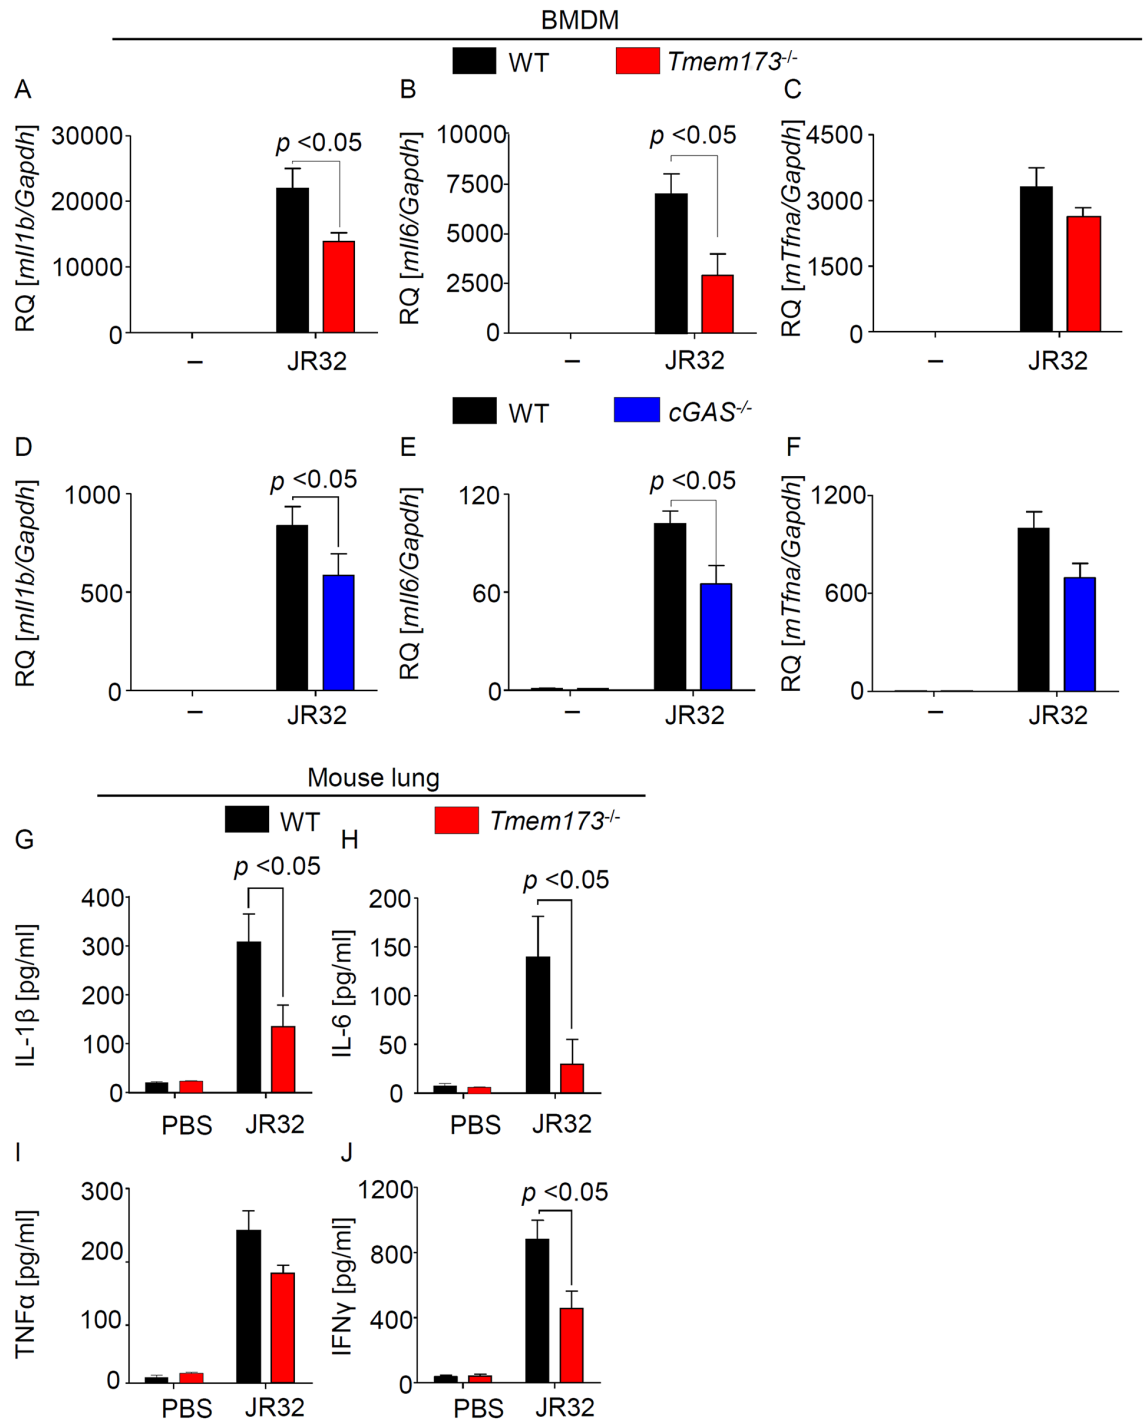 BMDM
WT Tmem173-/-
A B C
RQ [mIl1b/Gapdh]
30000
20000
10000
0
p <0.05
– JR32
RQ [mIl6/Gapdh]
10000
7500
5000
2500
0
p <0.05
– JR32
RQ [mTfna/Gapdh]
4500
3000
1500
0
– JR32
WT cGAS-/-
D E F
RQ [mIl1b/Gapdh]
1000
500
0
p <0.05
– JR32
RQ [mIl6/Gapdh]
120
60
0
p <0.05
– JR32
RQ [mTfna/Gapdh]
1200
600
0
– JR32
Mouse lung
WT Tmem173-/-
G H
IL-1β [pg/ml]
400
300
200
100
0
p <0.05
PBS JR32
IL-6 [pg/ml]
200
150
100
50
0
p <0.05
PBS JR32
I J
TNFα [pg/ml]
300
200
100
0
PBS JR32
IFNγ [pg/ml]
1200
800
400
0
p <0.05
PBS JR32